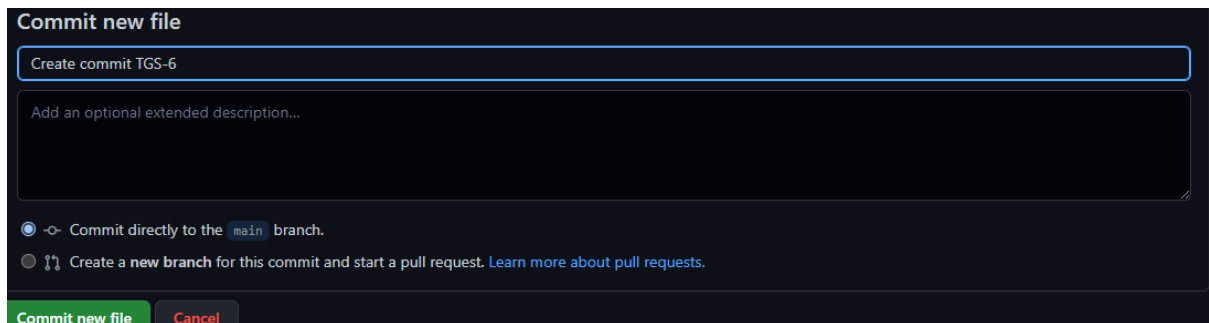 Commit new file
Create commit TGS-6
Add an optional extended description...
Commit directly to the main branch.
Create a new branch for this commit and start a pull request. Learn more about pull requests.
Commit new file Cancel